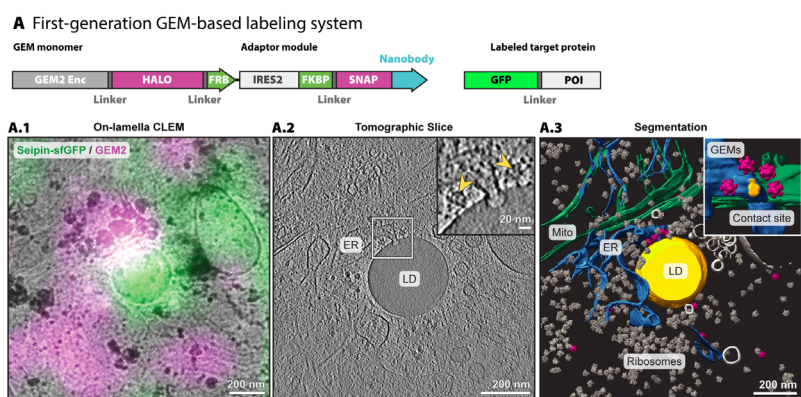 A First-generation GEM-based labeling system
GEM monomer
Adaptor module
Nanobody
Labeled target protein
GEM2 Enc
HALO
FRB
IRES2
FKBP
SNAP
GFP
POI
Linker
Linker
Linker
Linker
A.1 On-lamella CLEM
A.2 Tomographic Slice
A.3 Segmentation
Seipin-sfGFP / GEM2
200 nm
20 nm
ER
LD
200 nm
GEMs
Contact site
Mito
ER
LD
Ribosomes
200 nm